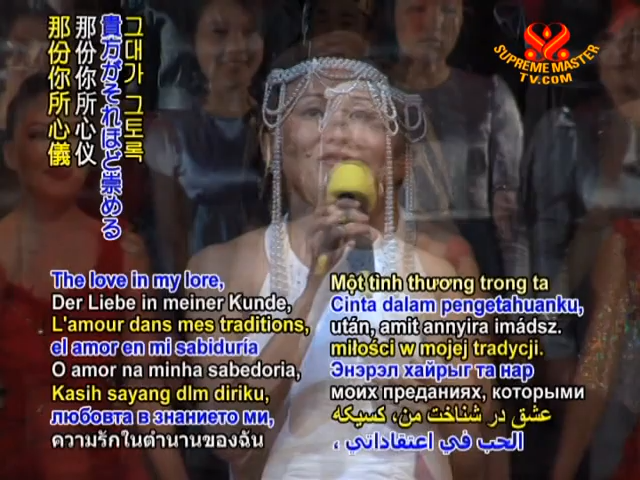 그대가 그토록
貴方がそれほど崇める
那份你所心仪
那份你所心儀
SUPREME MASTER
TV.COM
The love in my lore,
Der Liebe in meiner Kunde,
L'amour dans mes traditions,
el amor en mi sabiduría
O amor na minha sabedoria,
Kasih sayang dlm diriku,
любовта в знанието ми,
ความรักในตำนานของฉัน
Một tình thương trong ta
Cinta dalam pengetahuanku,
után, amit annyira imádsz.
miłości w mojej tradycji.
Энэрэл хайрыг та нар
моих преданиях, которыми
عشق در شناخت من، کسیکه
الحب في اعتقاداتي ،